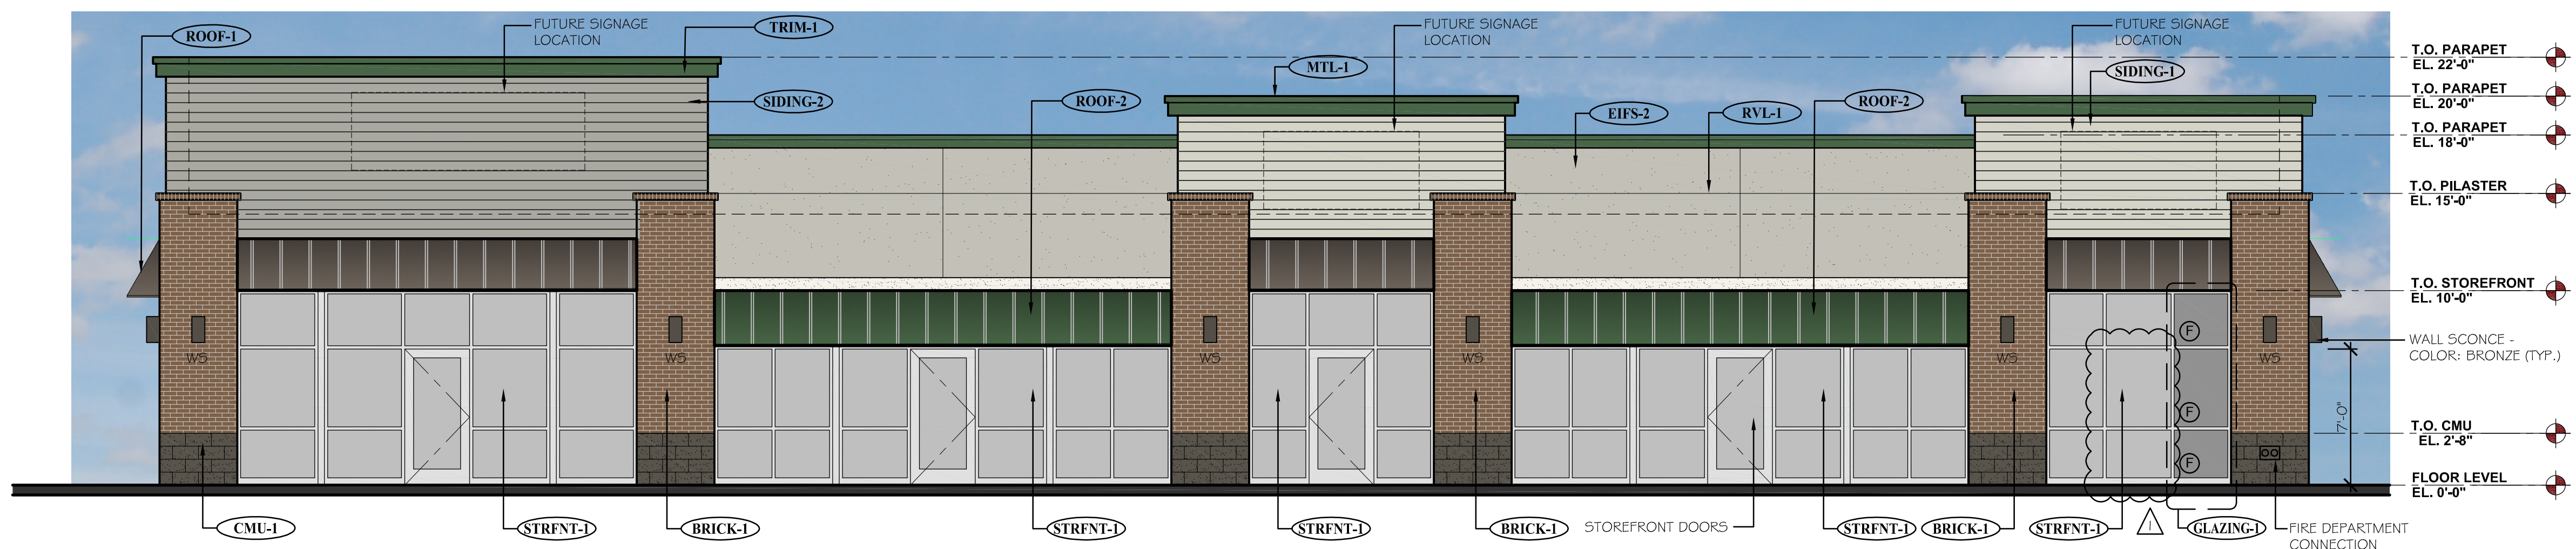 ROOF-1
FUTURE SIGNAGE
LOCATION
TRIM-1
FUTURE SIGNAGE
LOCATION
FUTURE SIGNAGE
LOCATION
T.O. PARAPET
EL. 22'-0"
MTL-1
SIDING-1
SIDING-2
ROOF-2
EIFS-2
RVL-1
ROOF-2
T.O. PARAPET
EL. 20'-0"
T.O. PARAPET
EL. 18'-0"
T.O. PILASTER
EL. 15'-0"
T.O. STOREFRONT
EL. 10'-0"
F
WS
WS
WS
WS
WS
WS
WALL SCONCE -
COLOR: BRONZE (TYP.)
F
7'-0"
T.O. CMU
EL. 2'-8"
F
FLOOR LEVEL
EL. 0'-0"
CMU-1
STRFNT-1
BRICK-1
STRFNT-1
STRFNT-1
BRICK-1
STOREFRONT DOORS
STRFNT-1
BRICK-1
STRFNT-1
1
GLAZING-1
FIRE DEPARTMENT
CONNECTION